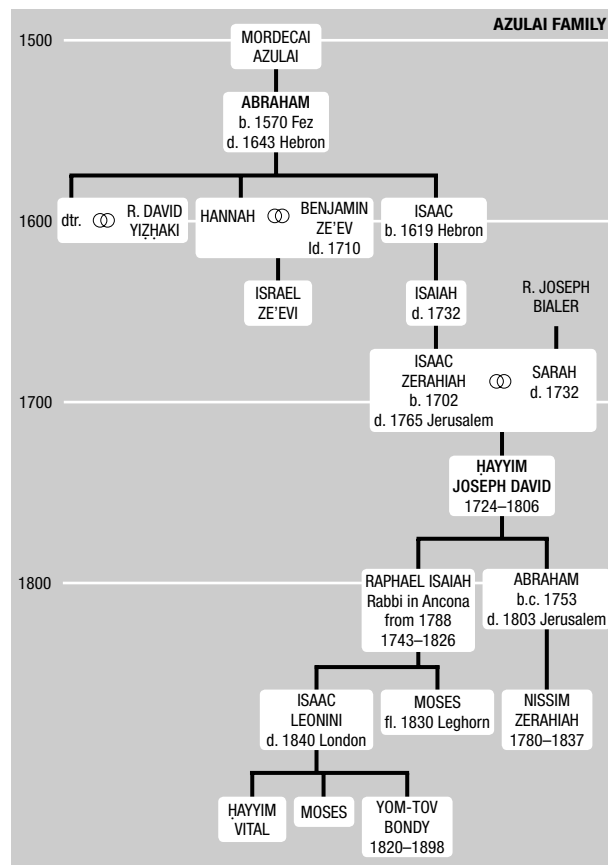 AZULAI FAMILY
1500
MORDECAI
AZULAI
ABRAHAM
b. 1570 Fez
d. 1643 Hebron
1600
dtr.
R. DAVID
YIẒḤAKI
HANNAH
BENJAMIN
ZE'EV
Id. 1710
ISAAC
b. 1619 Hebron
ISRAEL
ZE'EVI
ISAIAH
d. 1732
R. JOSEPH
BIALER
ISAAC
ZERAHIAH
b. 1702
d. 1765 Jerusalem
SARAH
d. 1732
1700
ḤAYYIM
JOSEPH DAVID
1724–1806
1800
RAPHAEL ISAIAH
Rabbi in Ancona
from 1788
1743–1826
ABRAHAM
b.c. 1753
d. 1803 Jerusalem
ISAAC
LEONINI
d. 1840 London
MOSES
fl. 1830 Leghorn
NISSIM
ZERAHIAH
1780–1837
ḤAYYIM
VITAL
MOSES
YOM-TOV
BONDY
1820–1898